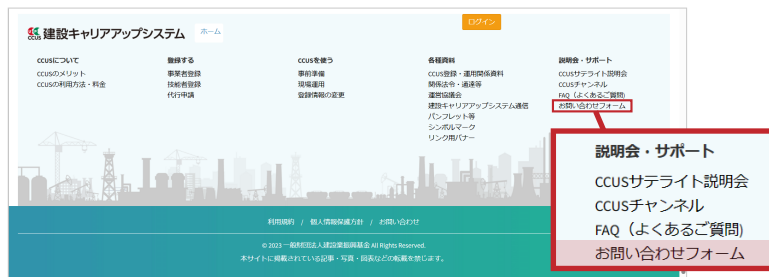 ccus 建設キャリアアップシステム ホーム ログイン
CCUSについて
CCUSのメリット
CCUSの利用方法・料金
登録する
事業者登録
技能者登録
代行申請
CCUSを使う
事前準備
現場運用
登録情報の変更
各種資料
CCUS登録・運用関係資料
関係法令・通達等
運営協議会
建設キャリアアップシステム通信
パンフレット等
シンボルマーク
リンク用バナー
説明会・サポート
CCUSサテライト説明会
CCUSチャンネル
FAQ（よくあるご質問)
お問い合わせフォーム
説明会・サポート
CCUSサテライト説明会
CCUSチャンネル
FAQ（よくあるご質問)
お問い合わせフォーム
利用規約 / 個人情報保護方針 / お問い合わせ
© 2023 一般財団法人建設業振興基金 All Rights Reserved.
本サイトに掲載されている記事・写真・図表などの転載を禁じます。